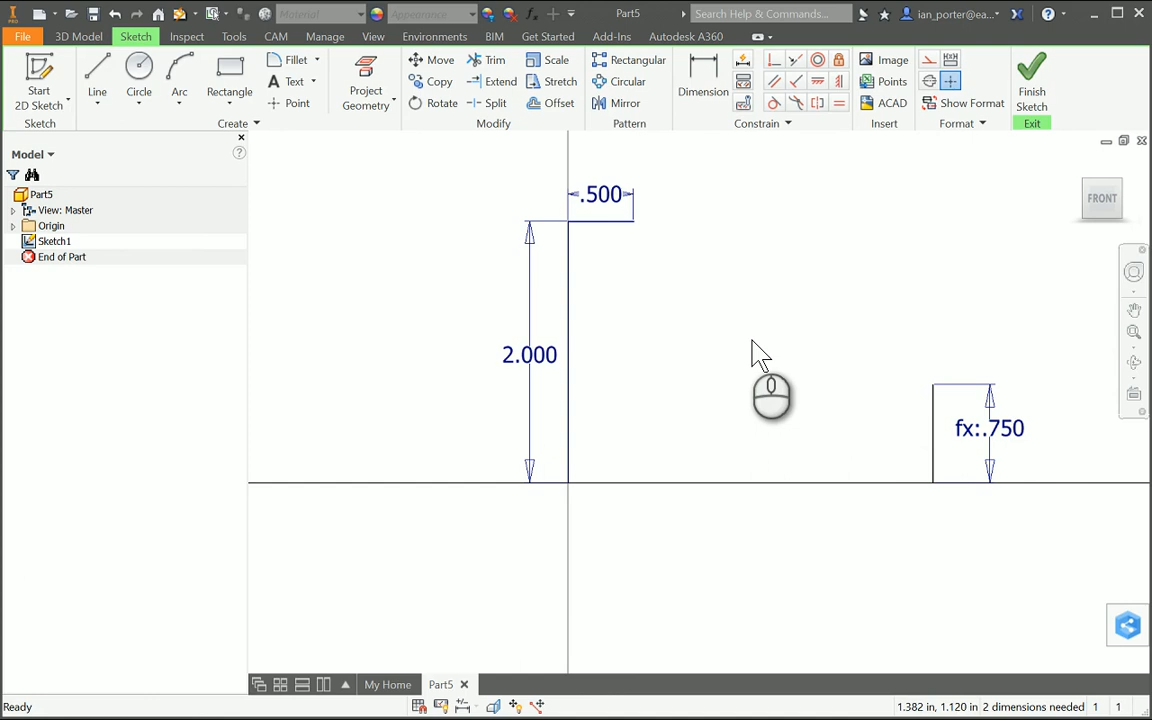 Material
Appearance
Part5
Search Help & Commands...
ian_porter@ea...
PRO
File
3D Model
Sketch
Inspect
Tools
CAM
Manage
View
Environments
BIM
Get Started
Add-Ins
Autodesk A360
Start
2D Sketch
Line
Circle
Arc
Rectangle
Fillet
Text
Point
Project
Geometry
Move
Copy
Rotate
Trim
Extend
Split
Scale
Stretch
Offset
Rectangular
Circular
Mirror
Dimension
Image
Points
ACAD
Show Format
Finish
Sketch
Sketch
Create
Modify
Pattern
Constrain
Insert
Format
Exit
Model
Part5
View: Master
Origin
Sketch1
End of Part
.500
2.000
fx:.750
FRONT
My Home
Part5
Ready
1.382 in, 1.120 in 2 dimensions needed 1 1